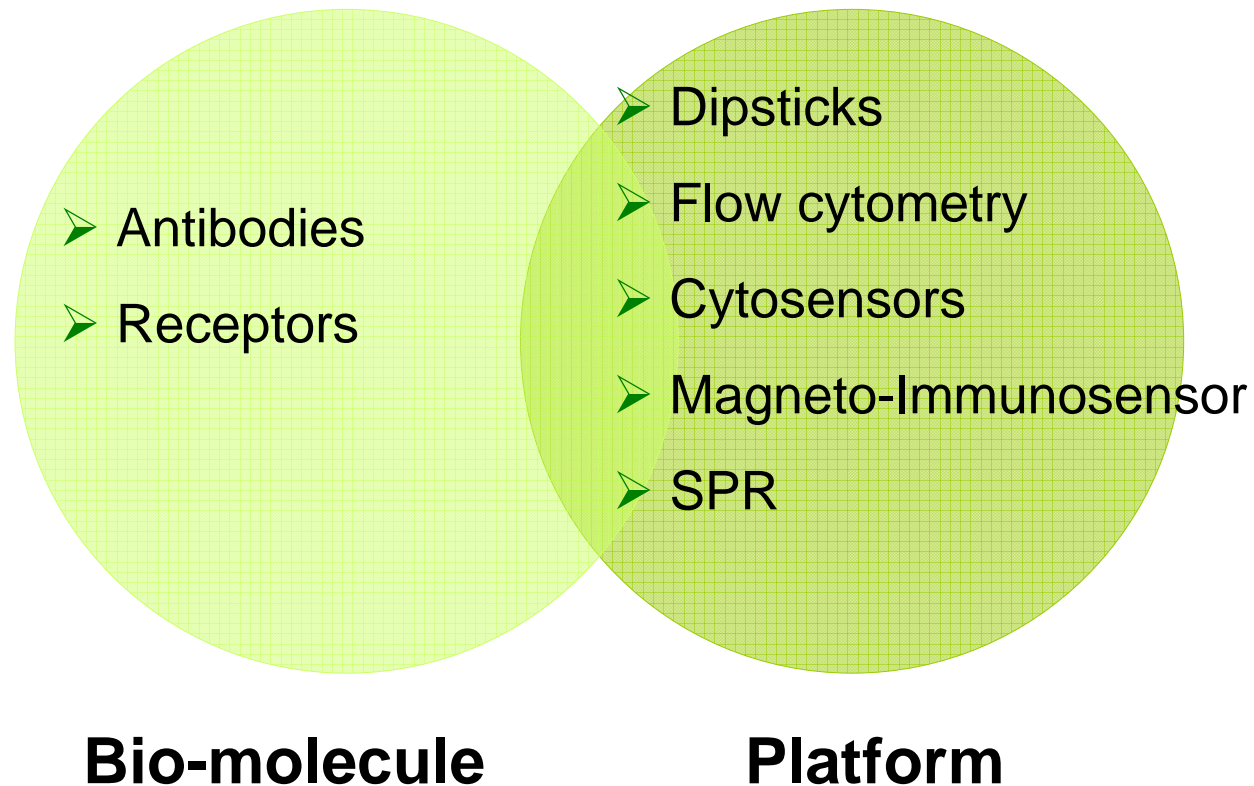 Antibodies
Receptors
Dipsticks
Flow cytometry
Cytosensors
Magneto-Immunosensor
SPR
Bio-molecule
Platform